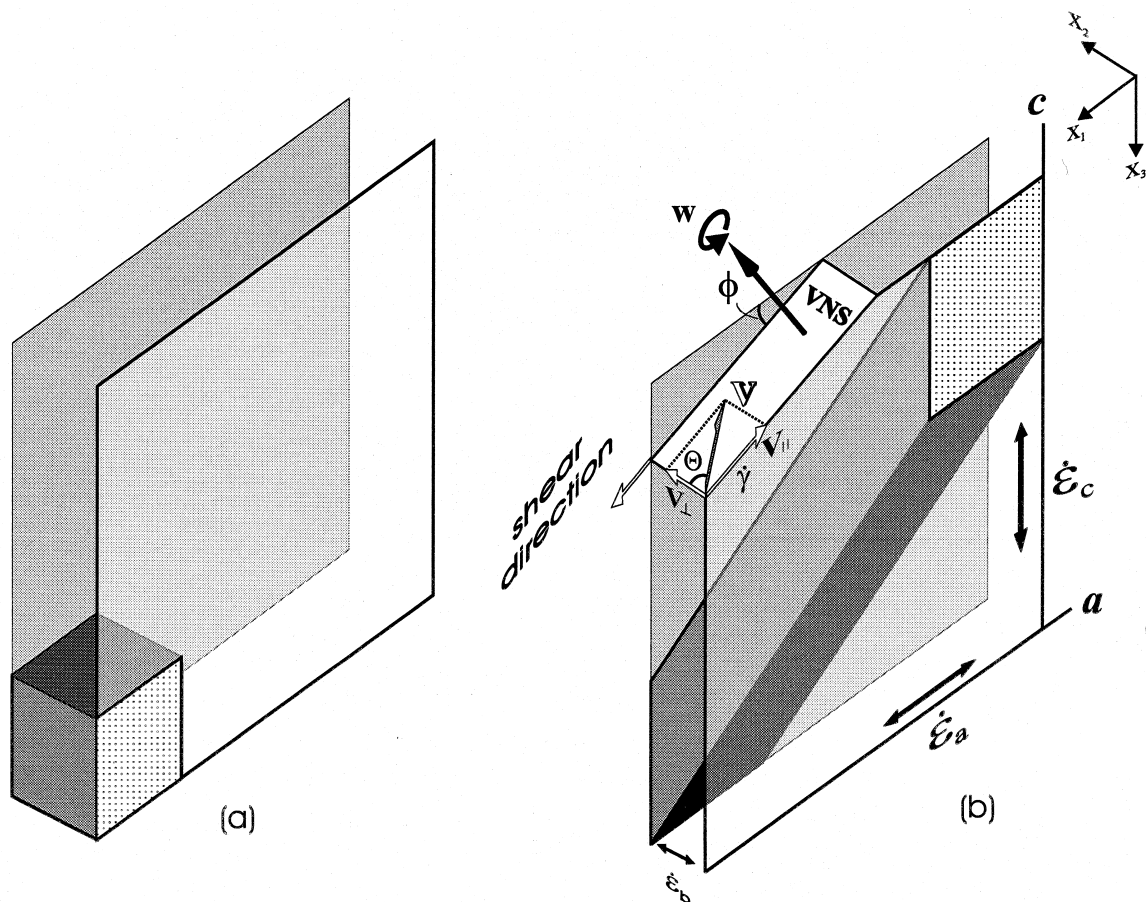 X₂
X₁
X₃
c
w
ϕ
VNS
V
Θ
V∥
V⊥
γ̇
shear
direction
ε̇c
a
ε̇a
ε̇b
(a)
(b)